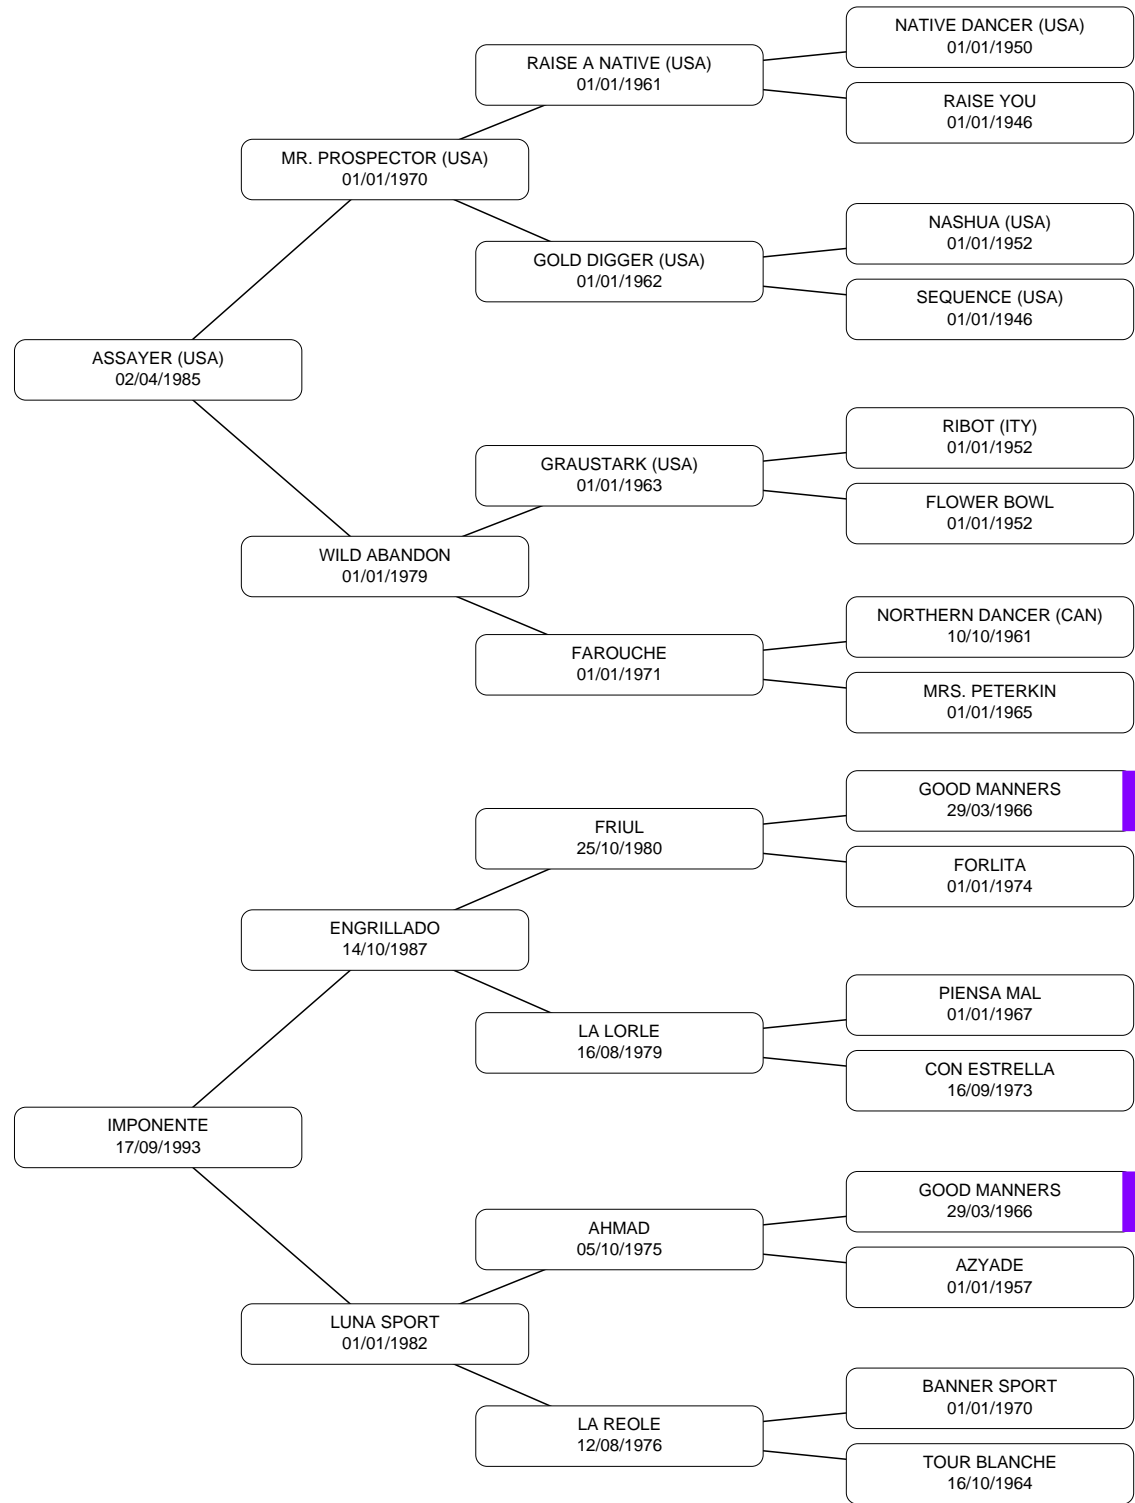 NATIVE DANCER (USA)
01/01/1950
RAISE A NATIVE (USA)
01/01/1961
RAISE YOU
01/01/1946
MR. PROSPECTOR (USA)
01/01/1970
NASHUA (USA)
01/01/1952
GOLD DIGGER (USA)
01/01/1962
SEQUENCE (USA)
01/01/1946
ASSAYER (USA)
02/04/1985
RIBOT (ITY)
01/01/1952
GRAUSTARK (USA)
01/01/1963
FLOWER BOWL
01/01/1952
WILD ABANDON
01/01/1979
NORTHERN DANCER (CAN)
10/10/1961
FAROUCHE
01/01/1971
MRS. PETERKIN
01/01/1965
GOOD MANNERS
29/03/1966
FRIUL
25/10/1980
FORLITA
01/01/1974
ENGRILLADO
14/10/1987
PIENSA MAL
01/01/1967
LA LORLE
16/08/1979
CON ESTRELLA
16/09/1973
IMPONENTE
17/09/1993
GOOD MANNERS
29/03/1966
AHMAD
05/10/1975
AZYADE
01/01/1957
LUNA SPORT
01/01/1982
BANNER SPORT
01/01/1970
LA REOLE
12/08/1976
TOUR BLANCHE
16/10/1964